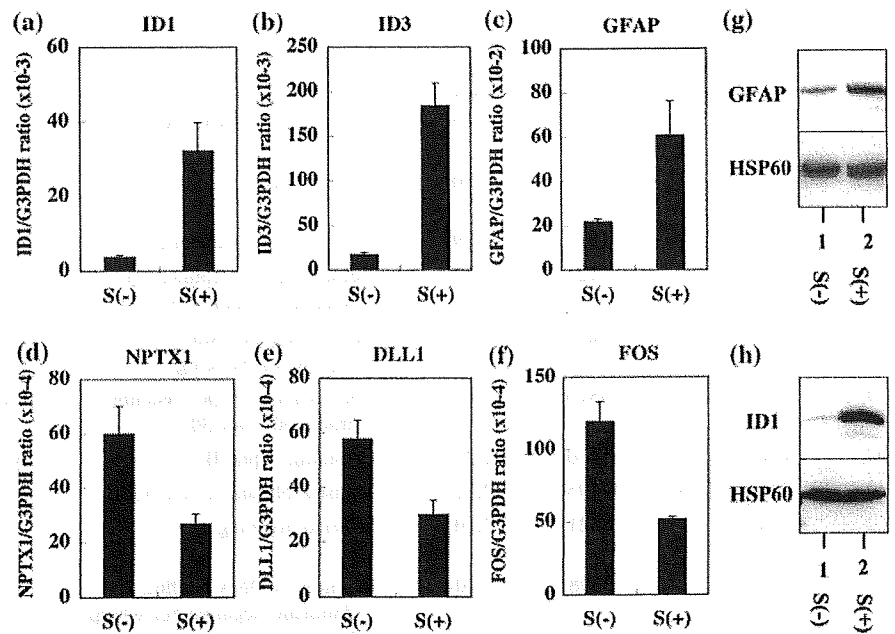 (a) ID1
ID1/G3PDH ratio (x10-3)
60
40
20
0
S(-) S(+)
(b) ID3
ID3/G3PDH ratio (x10-3)
250
200
150
100
50
0
S(-) S(+)
(c) GFAP
GFAP/G3PDH ratio (x10-2)
100
80
60
40
20
0
S(-) S(+)
(g)
GFAP
HSP60
1 2
S(-) S(+)
(d) NPTX1
NPTX1/G3PDH ratio (x10-4)
80
60
40
20
0
S(-) S(+)
(e) DLL1
DLL1/G3PDH ratio (x10-4)
80
60
40
20
0
S(-) S(+)
(f) FOS
FOS/G3PDH ratio (x10-4)
150
100
50
0
S(-) S(+)
(h)
ID1
HSP60
1 2
S(-) S(+)